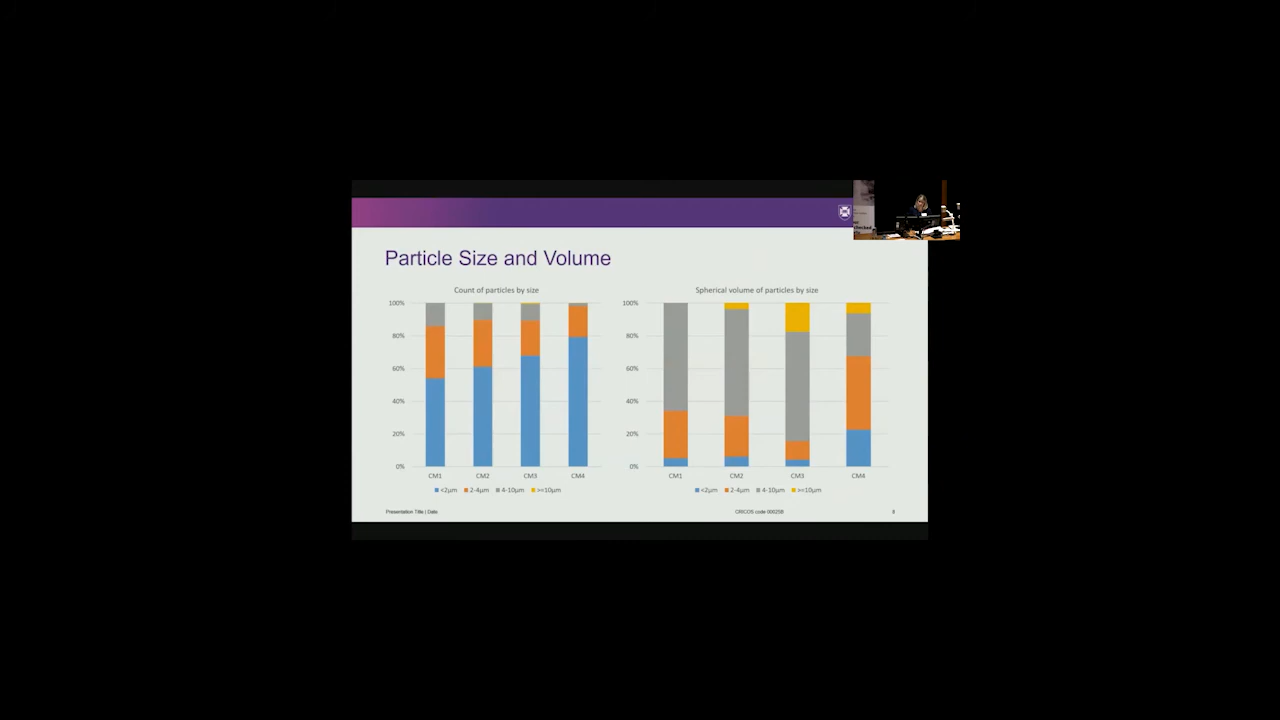 Particle Size and Volume
Count of particles by size
100%
80%
60%
40%
20%
0%
CM1 CM2 CM3 CM4
<2µm 2-4µm 4-10µm >=10µm
Spherical volume of particles by size
100%
80%
60%
40%
20%
0%
CM1 CM2 CM3 CM4
<2µm 2-4µm 4-10µm >=10µm
Presentation Title | Date
CRICOS code 00025B
8